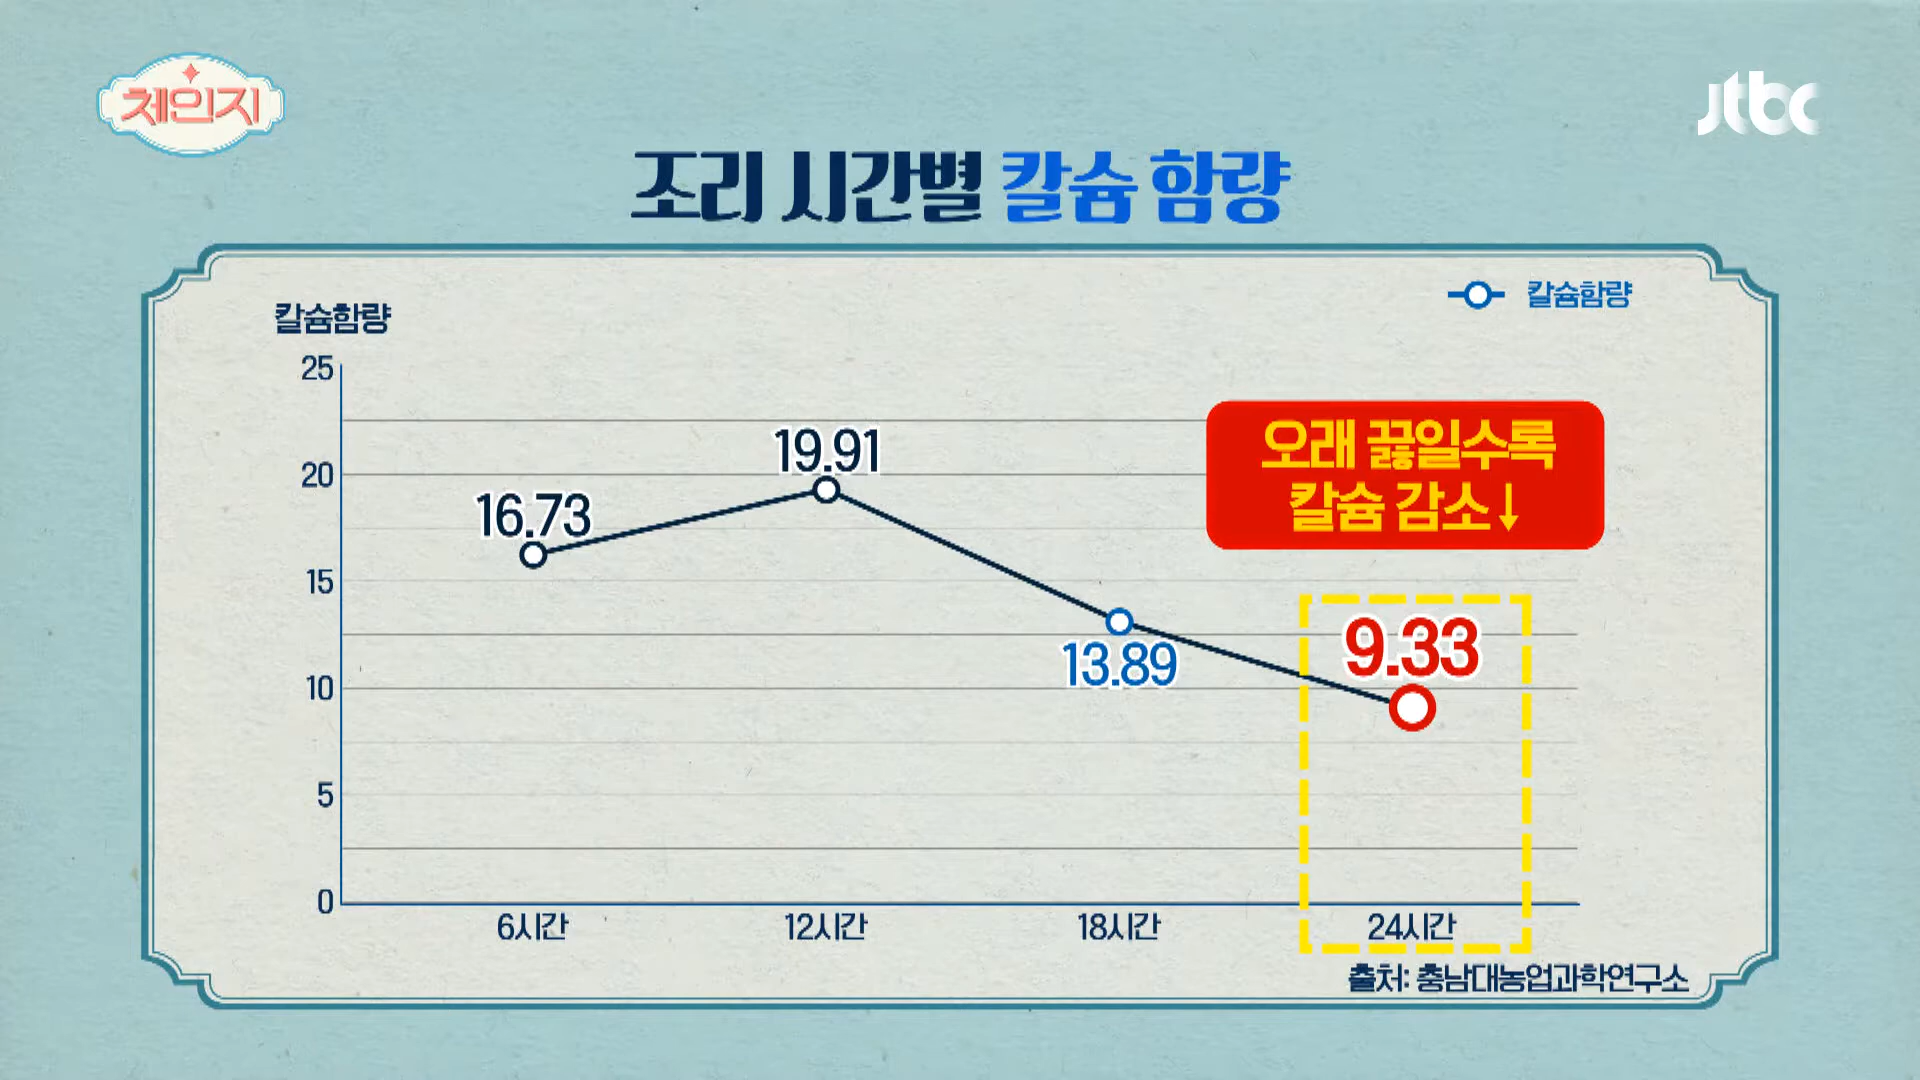 체인지
jtbc
조리 시간별 칼슘 함량
칼슘함량
칼슘함량
25
20
15
10
5
0
16.73
19.91
13.89
9.33
오래 끓일수록
칼슘 감소↓
6시간
12시간
18시간
24시간
출처: 충남대농업과학연구소